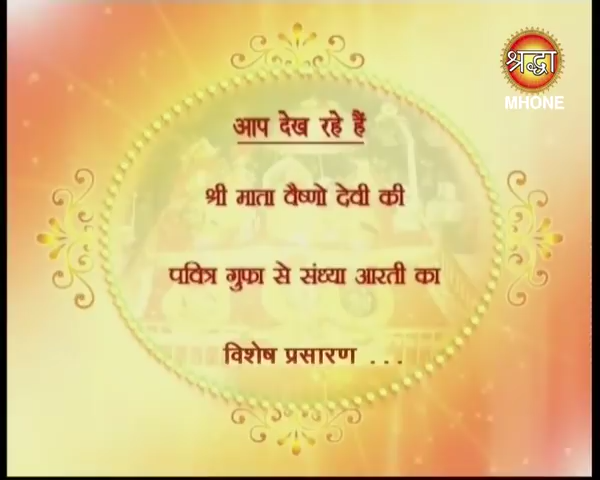 श्रद्धा
MHONE
आप देख रहे हैं
श्री माता वैष्णो देवी की
पवित्र गुफा से संध्या आरती का
विशेष प्रसारण ...